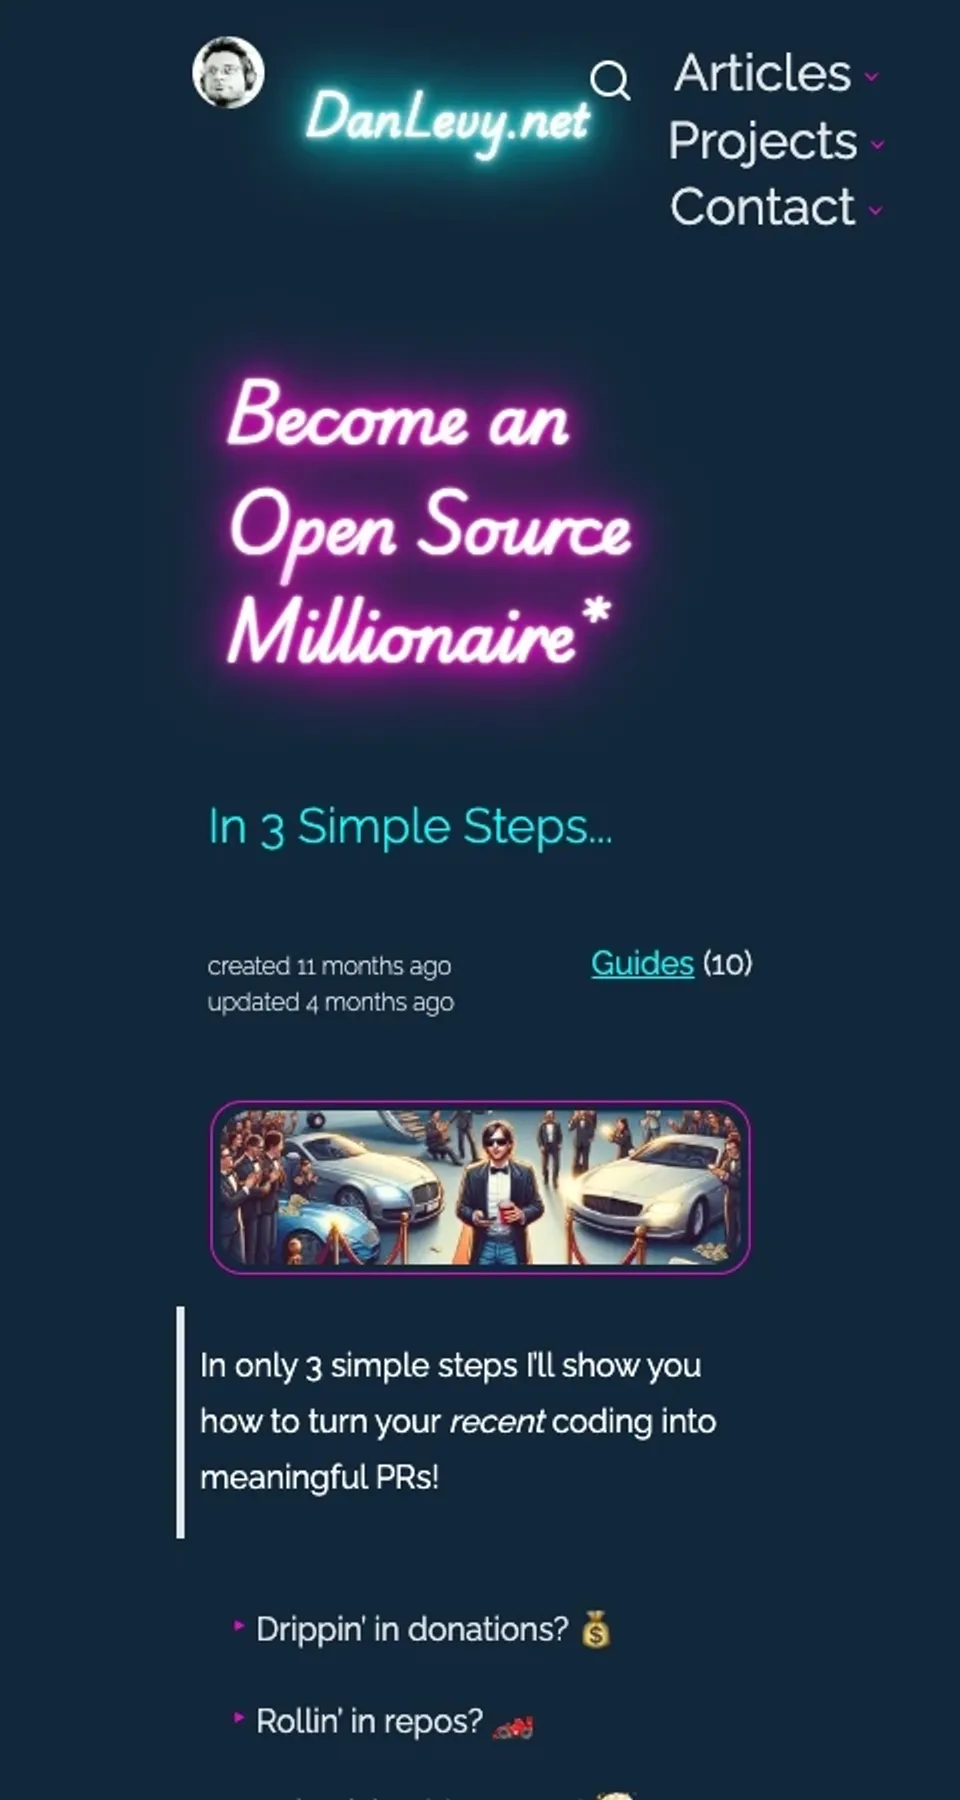 DanLevy.net
Articles
Projects
Contact
Become an
Open Source
Millionaire*
In 3 Simple Steps...
created 11 months ago
updated 4 months ago
Guides (10)
In only 3 simple steps I'll show you
how to turn your recent coding into
meaningful PRs!
Drippin' in donations? 💰
Rollin' in repos? 🏎️